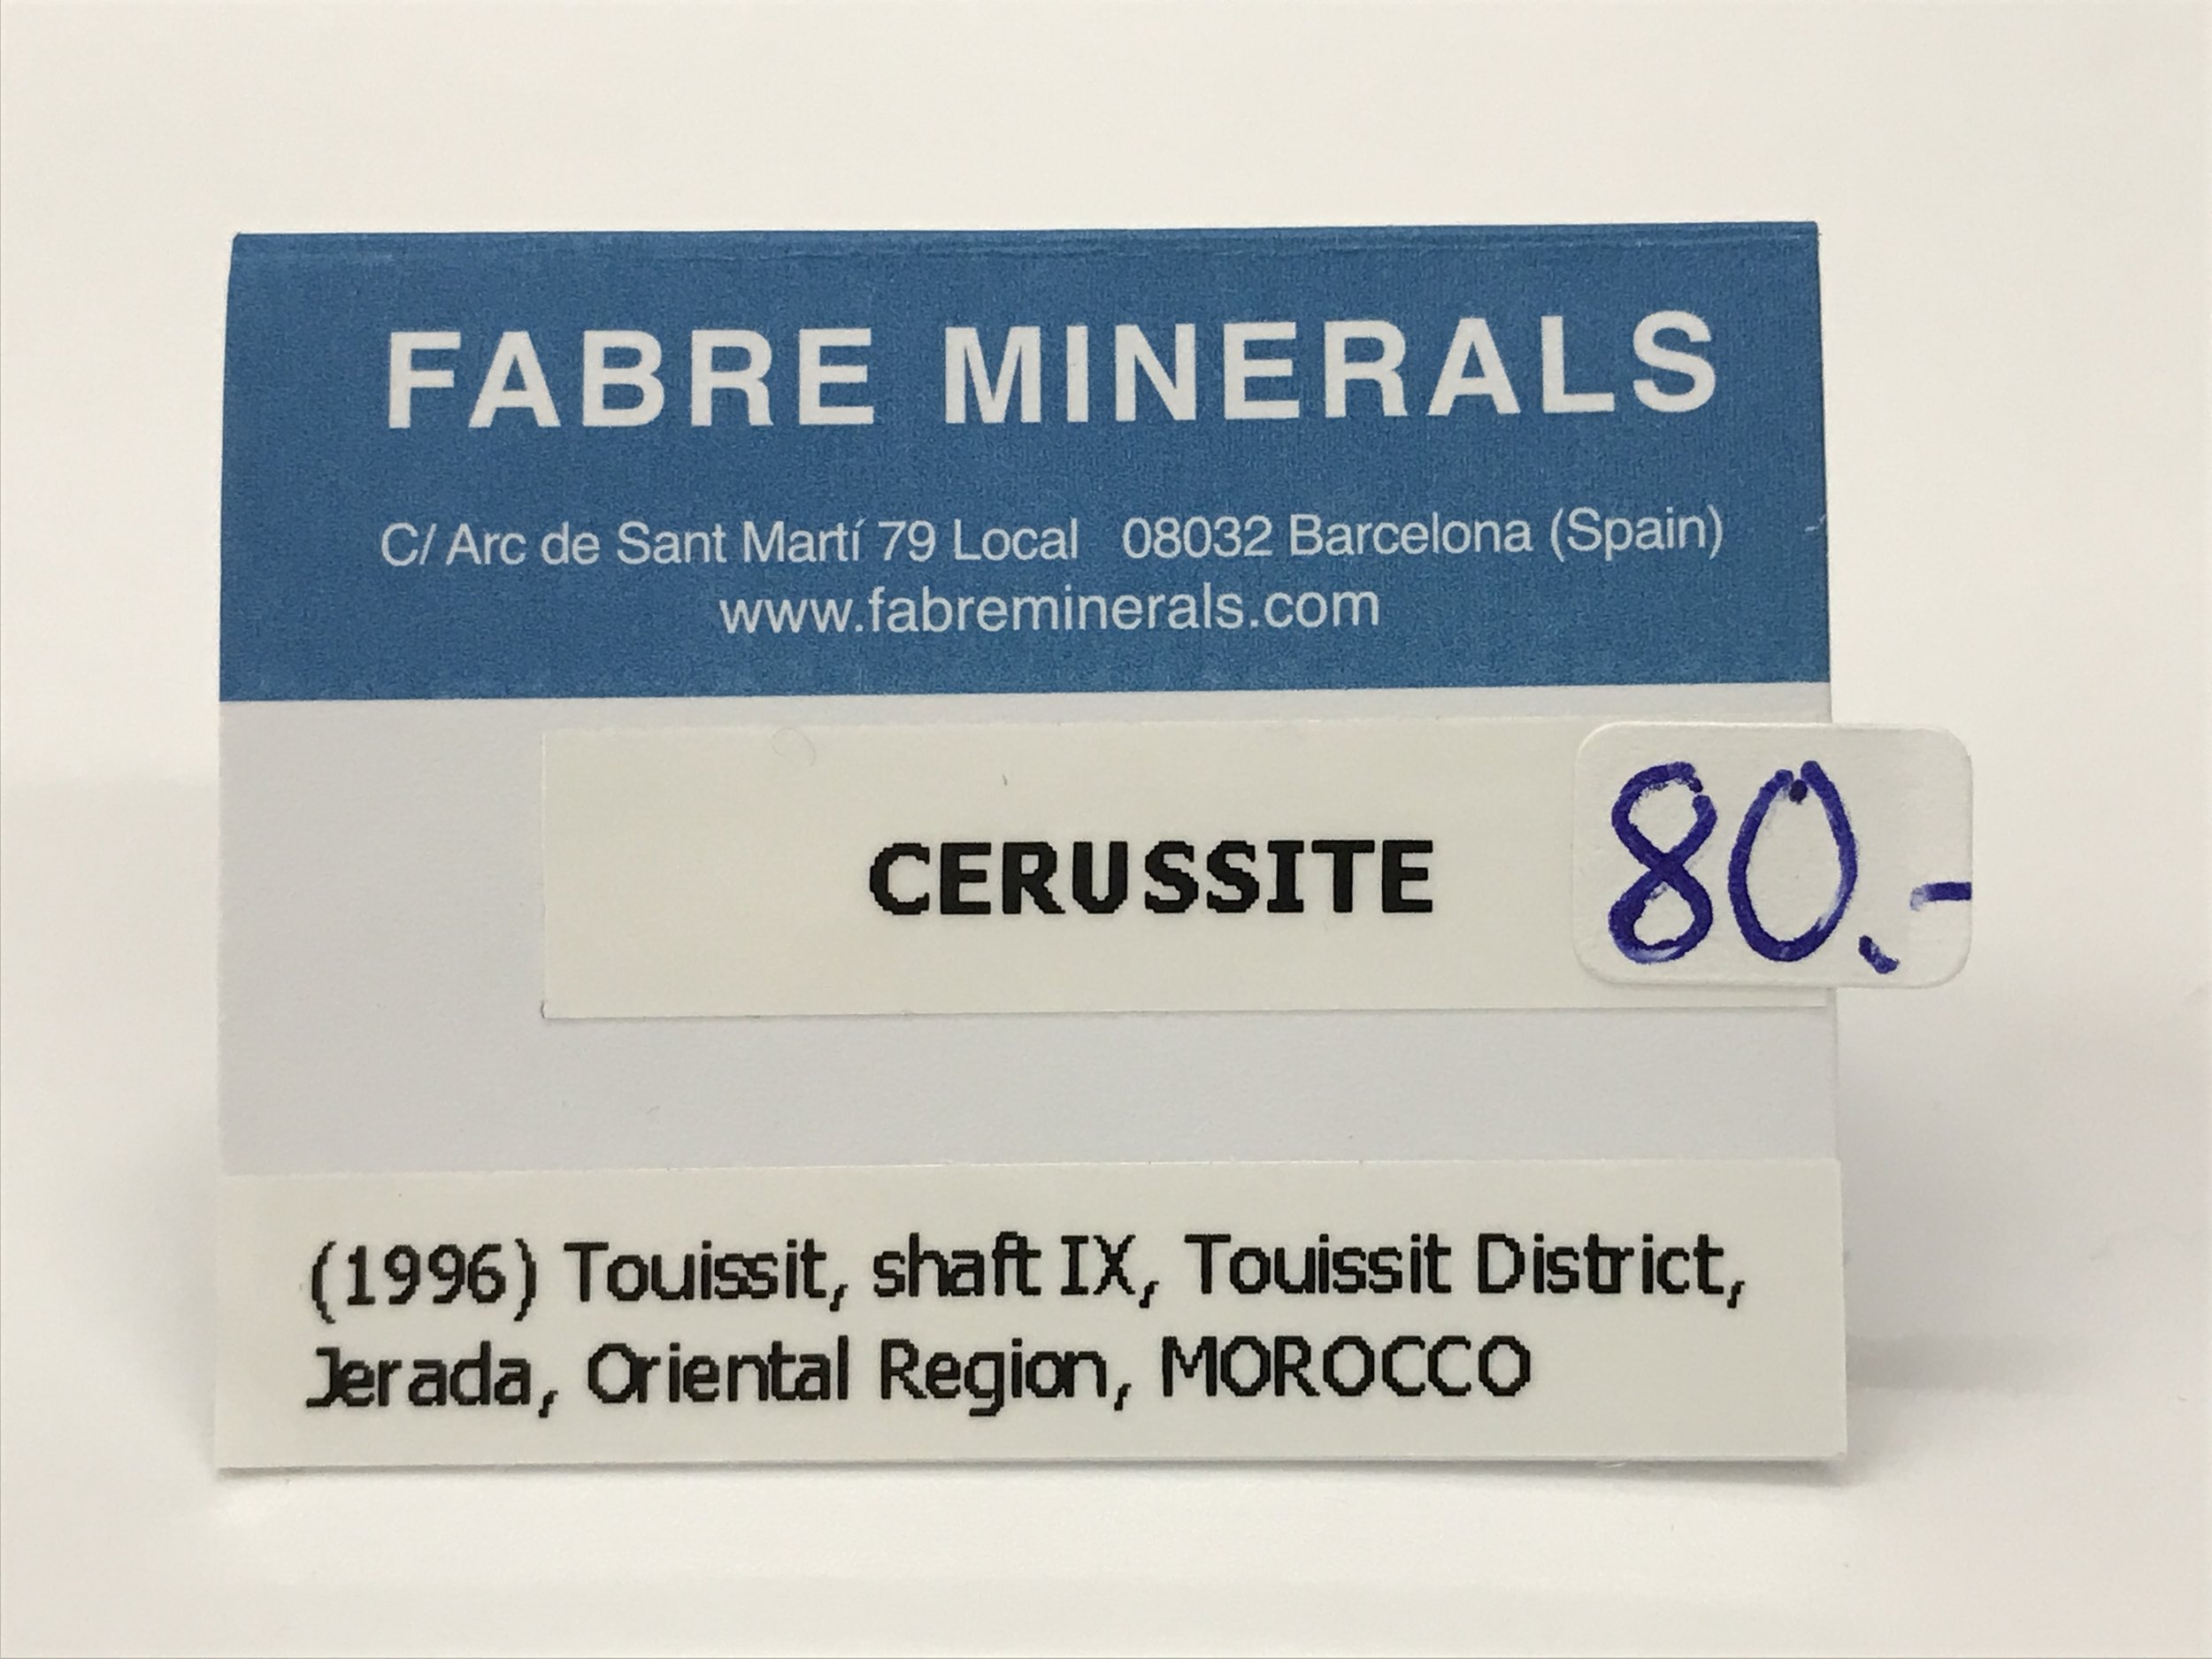 FABRE MINERALS
C/ Arc de Sant Martí 79 Local 08032 Barcelona (Spain)
www.fabreminerals.com
CERUSSITE
80.-
(1996) Touissit, shaft IX, Touissit District,
Jerada, Oriental Region, MOROCCO